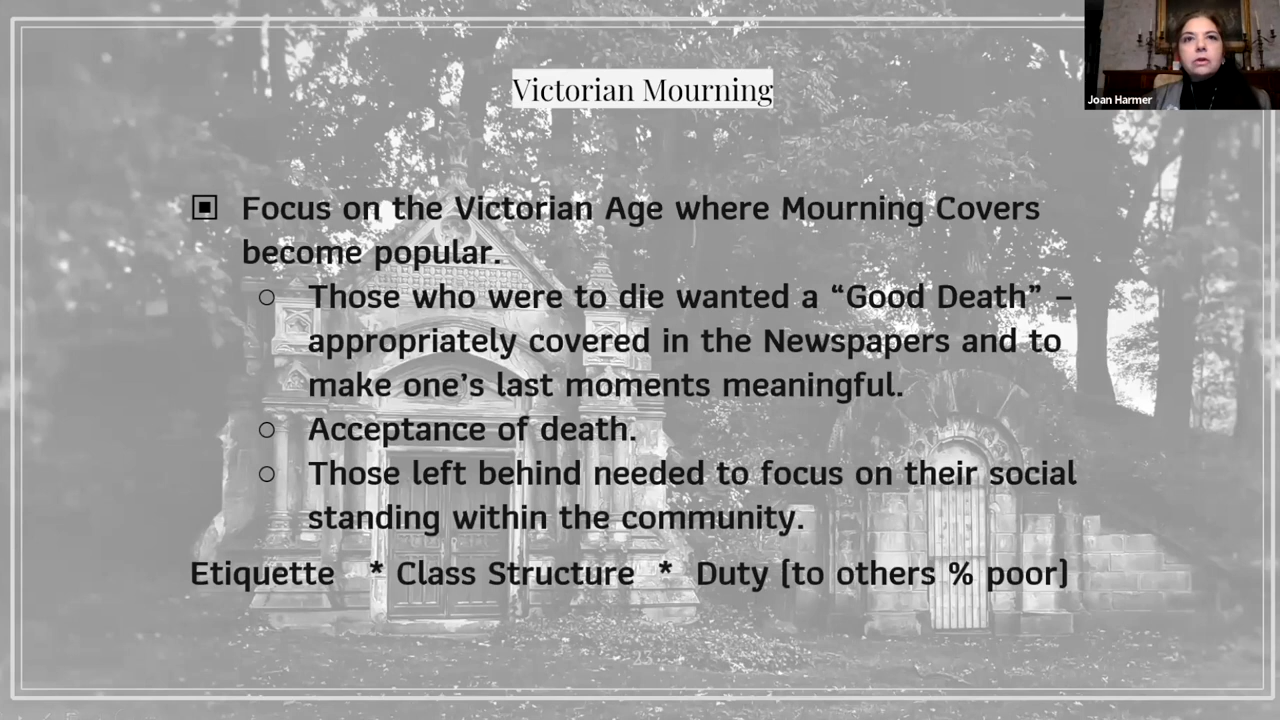 Victorian Mourning
Joan Harmer
▣ Focus on the Victorian Age where Mourning Covers
become popular.
○ Those who were to die wanted a “Good Death” –
appropriately covered in the Newspapers and to
make one’s last moments meaningful.
○ Acceptance of death.
○ Those left behind needed to focus on their social
standing within the community.
Etiquette * Class Structure * Duty (to others % poor)
23